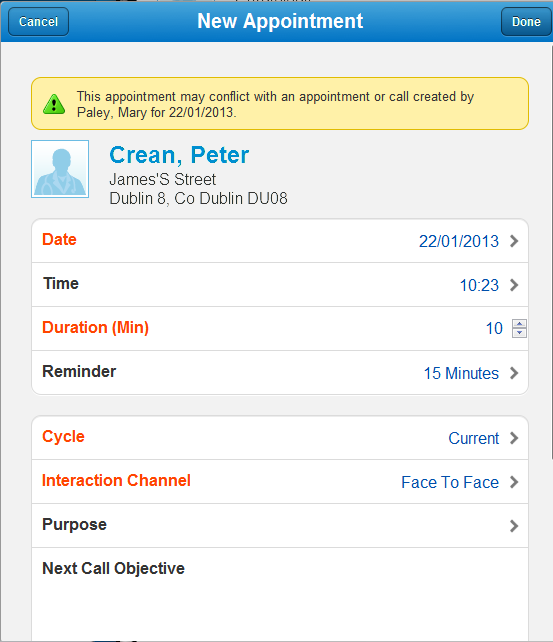 Cancel
New Appointment
Done
This appointment may conflict with an appointment or call created by
Paley, Mary for 22/01/2013.
Crean, Peter
James'S Street
Dublin 8, Co Dublin DU08
Date 22/01/2013
Time 10:23
Duration (Min) 10
Reminder 15 Minutes
Cycle Current
Interaction Channel Face To Face
Purpose
Next Call Objective